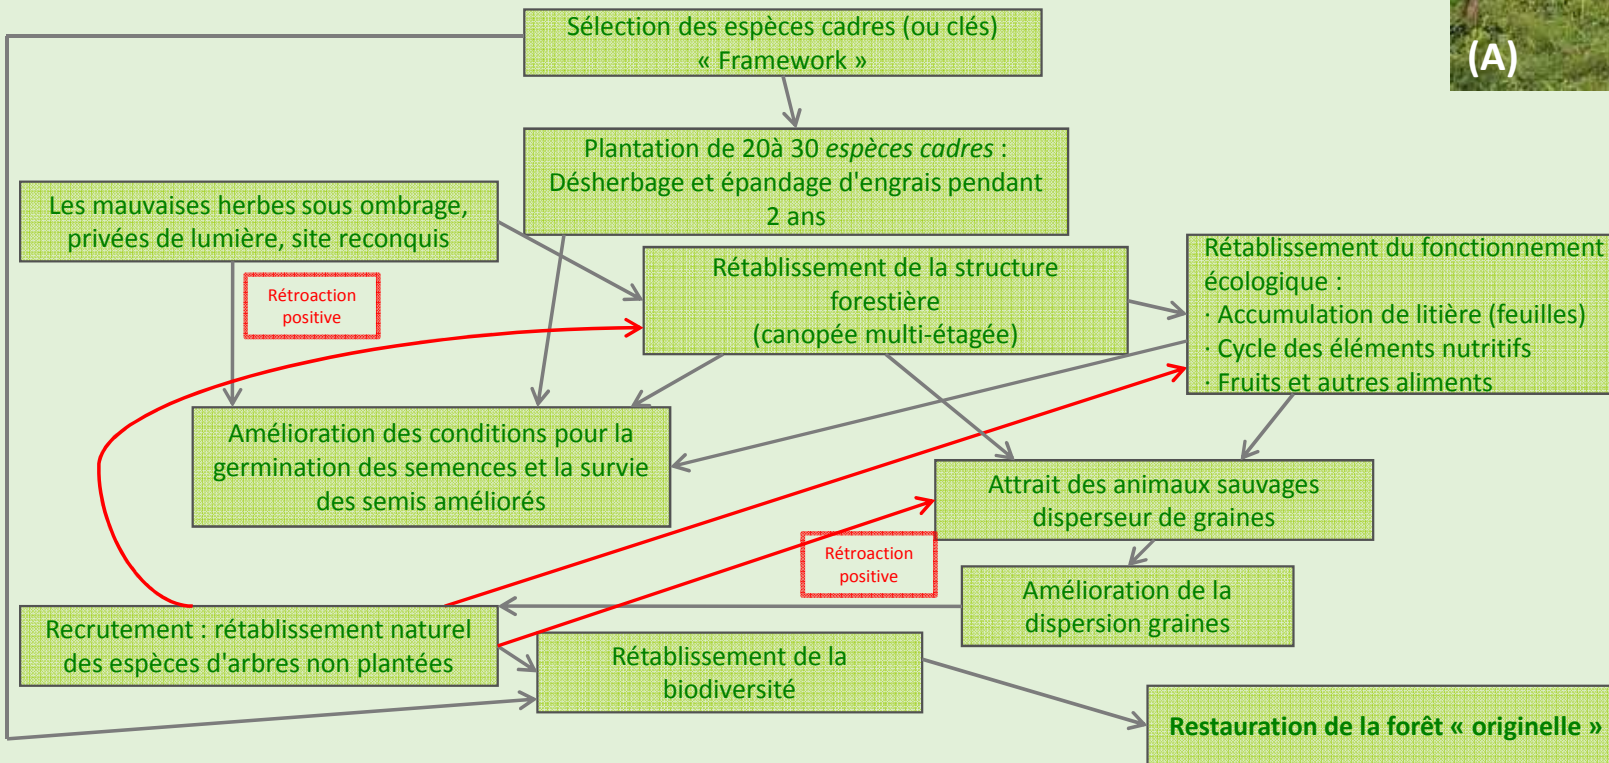 Sélection des espèces cadres (ou clés)
« Framework »
(A)
Plantation de 20à 30 espèces cadres :
Désherbage et épandage d'engrais pendant
2 ans
Les mauvaises herbes sous ombrage,
privées de lumière, site reconquis
Rétroaction
positive
Rétablissement de la structure
forestière
(canopée multi-étagée)
Rétablissement du fonctionnement
écologique :
· Accumulation de litière (feuilles)
· Cycle des éléments nutritifs
· Fruits et autres aliments
Amélioration des conditions pour la
germination des semences et la survie
des semis améliorés
Attrait des animaux sauvages
disperseur de graines
Rétroaction
positive
Amélioration de la
dispersion graines
Recrutement : rétablissement naturel
des espèces d'arbres non plantées
Rétablissement de la
biodiversité
Restauration de la forêt « originelle »